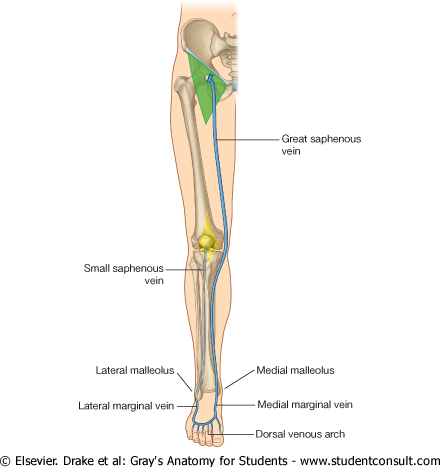 Great saphenous
vein
Small saphenous
vein
Lateral malleolus
Medial malleolus
Lateral marginal vein
Medial marginal vein
Dorsal venous arch
© Elsevier. Drake et al: Gray's Anatomy for Students - www.studentconsult.com